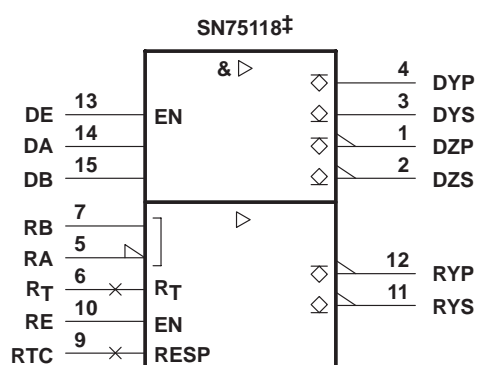 SN75118‡
& ▷
DE 13 EN
DA 14
DB 15
4 DYP
3 DYS
1 DZP
2 DZS
RB 7
RA 5
RT 6 RT
RE 10 EN
RTC 9 RESP
12 RYP
11 RYS